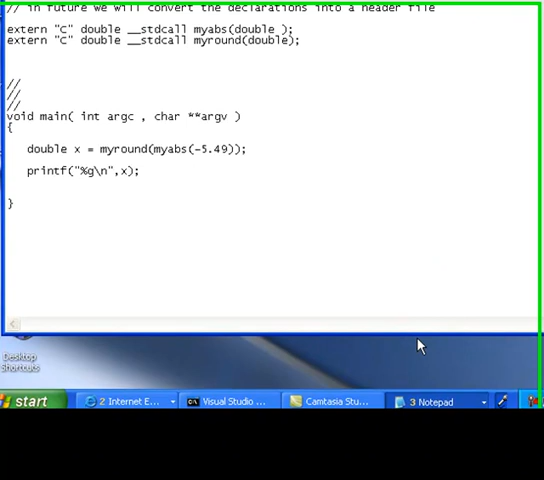 // in future we will convert the declarations into a header file
extern "C" double __stdcall myabs(double );
extern "C" double __stdcall myround(double);
//
//
//
void main( int argc , char **argv )
{
double x = myround(myabs(-5.49));
printf("%g\n",x);
}
Desktop
Shortcuts
start
2 Internet E...
Visual Studio ...
Camtasia Stu...
3 Notepad